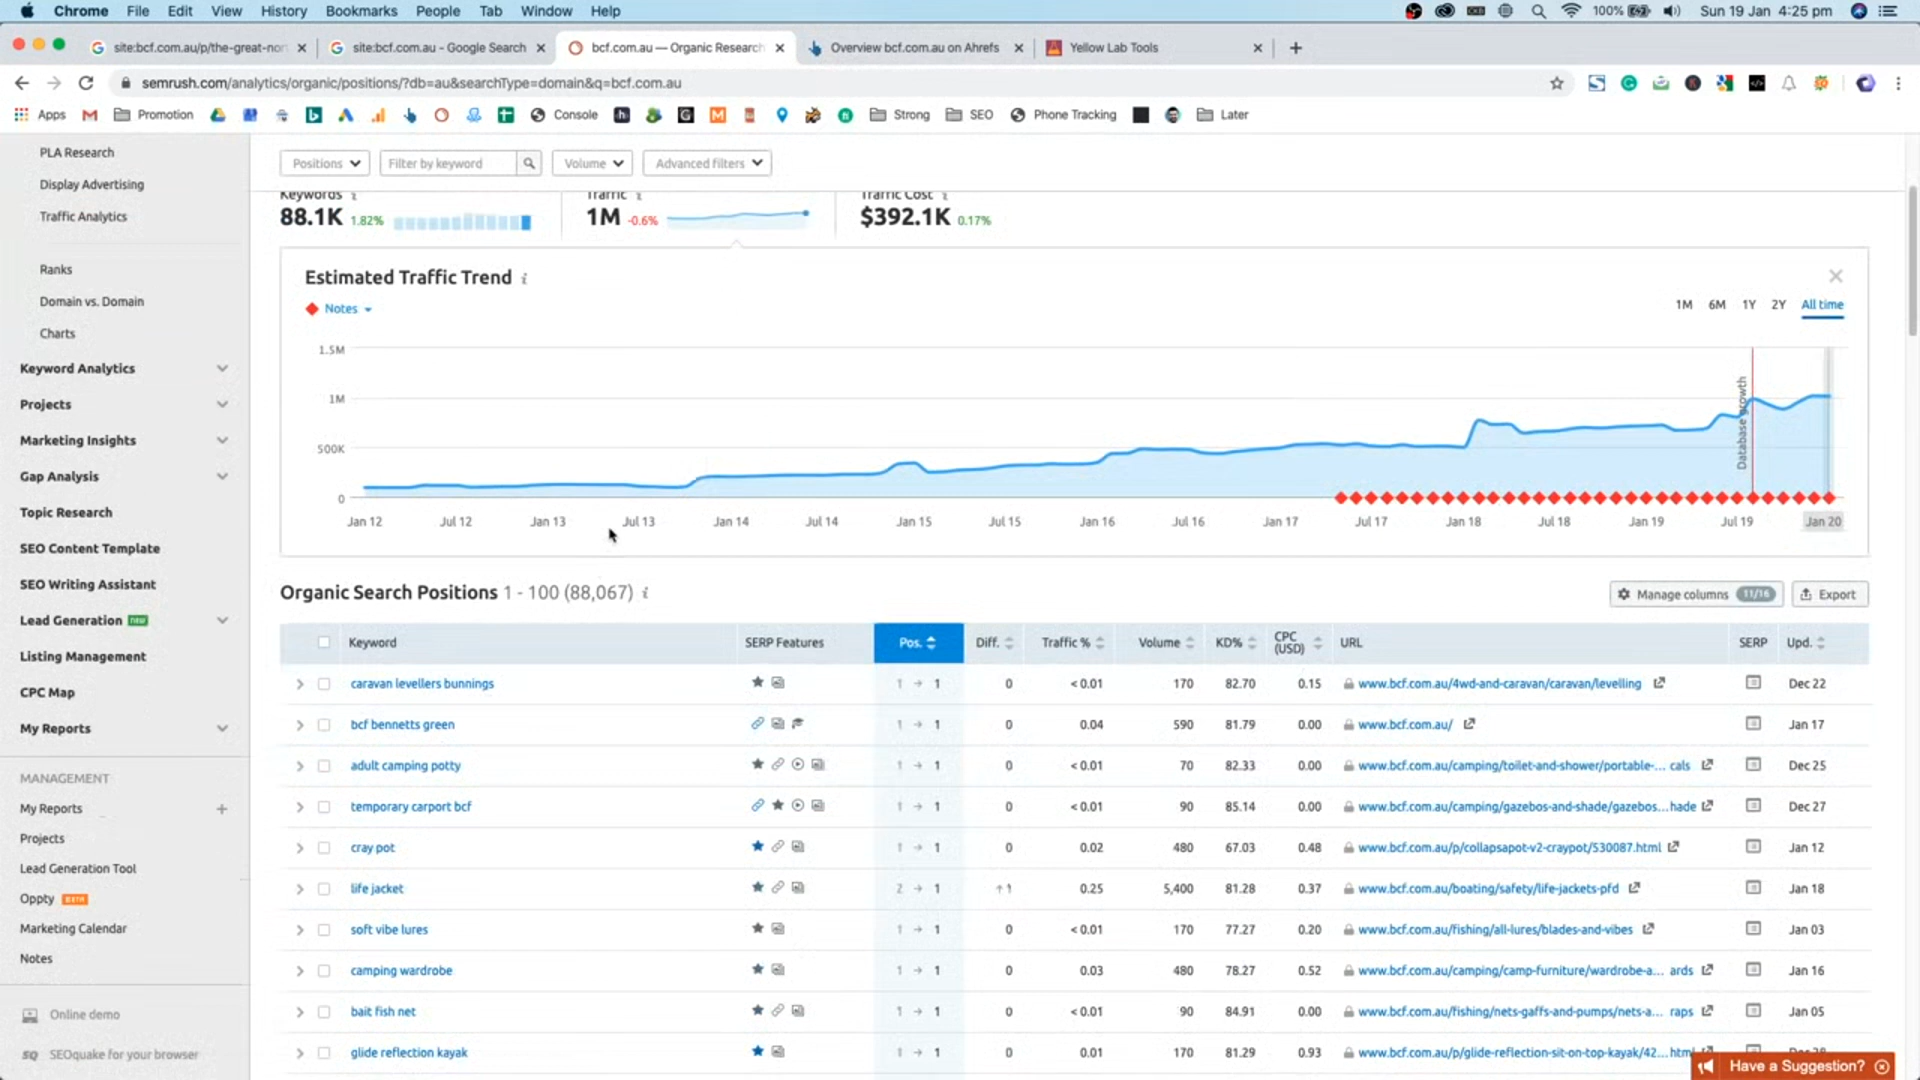 Chrome File Edit View History Bookmarks People Tab Window Help 100% Sun 19 Jan 4:25 pm
site:bcf.com.au/p/the-great-nor
site:bcf.com.au - Google Search
bcf.com.au — Organic Research
Overview bcf.com.au on Ahrefs
Yellow Lab Tools
semrush.com/analytics/organic/positions/?db=au&searchType=domain&q=bcf.com.au
Apps Promotion Console Strong SEO Phone Tracking Later
PLA Research
Display Advertising
Traffic Analytics
Ranks
Domain vs. Domain
Charts
Keyword Analytics
Projects
Marketing Insights
Gap Analysis
Topic Research
SEO Content Template
SEO Writing Assistant
Lead Generation new
Listing Management
CPC Map
My Reports
MANAGEMENT
My Reports +
Projects
Lead Generation Tool
Oppty BETA
Marketing Calendar
Notes
Online demo
SEOquake for your browser
Positions Filter by keyword Volume Advanced filters
Keywords Traffic Traffic Cost
88.1K 1.82% 1M -0.6% $392.1K 0.17%
Estimated Traffic Trend
Notes 1M 6M 1Y 2Y All time
1.5M
1M
500K
0
Database growth
Jan 12 Jul 12 Jan 13 Jul 13 Jan 14 Jul 14 Jan 15 Jul 15 Jan 16 Jul 16 Jan 17 Jul 17 Jan 18 Jul 18 Jan 19 Jul 19 Jan 20
Organic Search Positions 1 - 100 (88,067) Manage columns 11/16 Export
Keyword SERP Features Pos. Diff. Traffic % Volume KD% CPC (USD) URL SERP Upd.
caravan levellers bunnings 1 → 1 0 < 0.01 170 82.70 0.15 www.bcf.com.au/4wd-and-caravan/caravan/levelling Dec 22
bcf bennetts green 1 → 1 0 0.04 590 81.79 0.00 www.bcf.com.au/ Jan 17
adult camping potty 1 → 1 0 < 0.01 70 82.33 0.00 www.bcf.com.au/camping/toilet-and-shower/portable-... cals Dec 25
temporary carport bcf 1 → 1 0 < 0.01 90 85.14 0.00 www.bcf.com.au/camping/gazebos-and-shade/gazebos...hade Dec 27
cray pot 1 → 1 0 0.02 480 67.03 0.48 www.bcf.com.au/p/collapsapot-v2-craypot/530087.html Jan 12
life jacket 2 → 1 ↑ 1 0.25 5,400 81.28 0.37 www.bcf.com.au/boating/safety/life-jackets-pfd Jan 18
soft vibe lures 1 → 1 0 < 0.01 170 77.27 0.20 www.bcf.com.au/fishing/all-lures/blades-and-vibes Jan 03
camping wardrobe 1 → 1 0 0.03 480 78.27 0.52 www.bcf.com.au/camping/camp-furniture/wardrobe-a... ards Jan 16
bait fish net 1 → 1 0 < 0.01 90 84.91 0.00 www.bcf.com.au/fishing/nets-gaffs-and-pumps/nets-a... raps Jan 05
glide reflection kayak 1 → 1 0 0.01 170 81.29 0.93 www.bcf.com.au/p/glide-reflection-sit-on-top-kayak/42...html
Have a Suggestion?